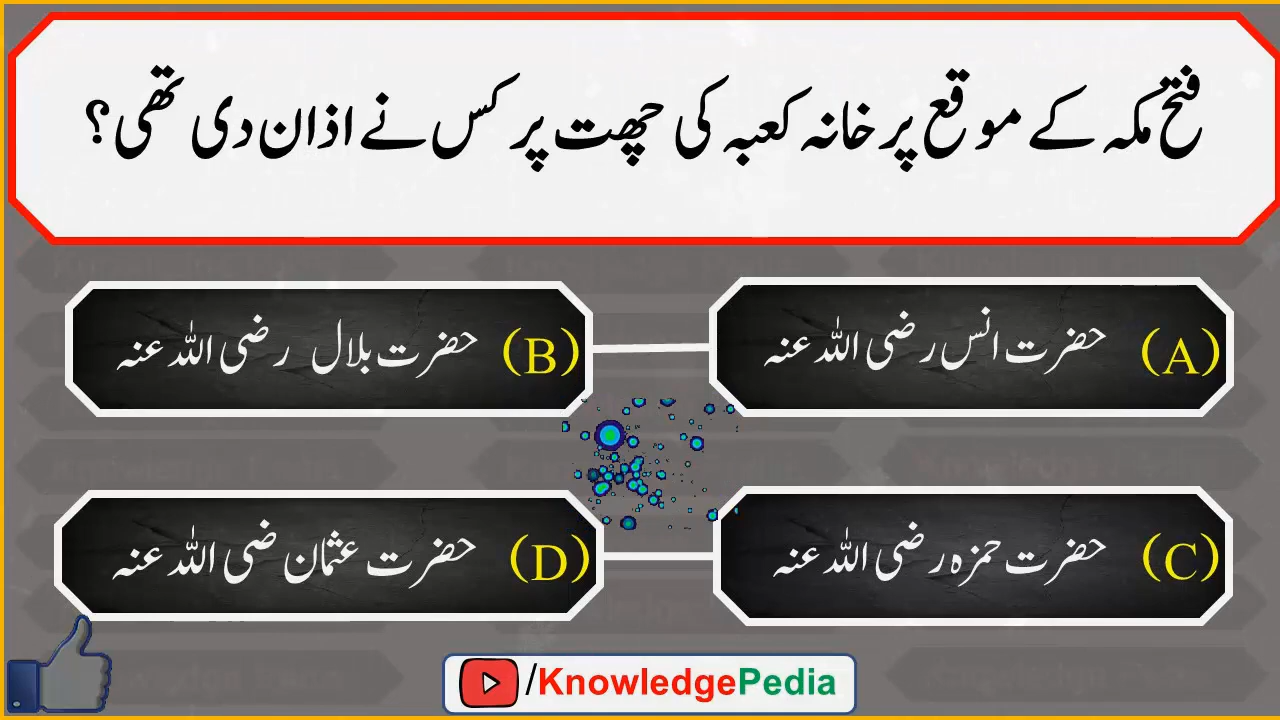 فتح مکہ کے موقع پر خانہ کعبہ کی چھت پر کس نے اذان دی تھی؟
(A) حضرت انس رضی اللہ عنہ
(B) حضرت بلال رضی اللہ عنہ
(C) حضرت حمزہ رضی اللہ عنہ
(D) حضرت عثمان ضی اللہ عنہ
/KnowledgePedia